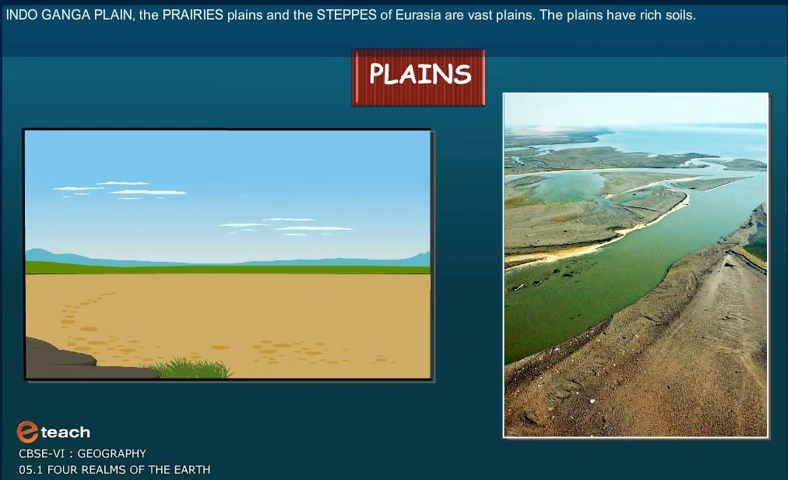 INDO GANGA PLAIN, the PRAIRIES plains and the STEPPES of Eurasia are vast plains. The plains have rich soils.
PLAINS
e teach
CBSE-VI : GEOGRAPHY
05.1 FOUR REALMS OF THE EARTH